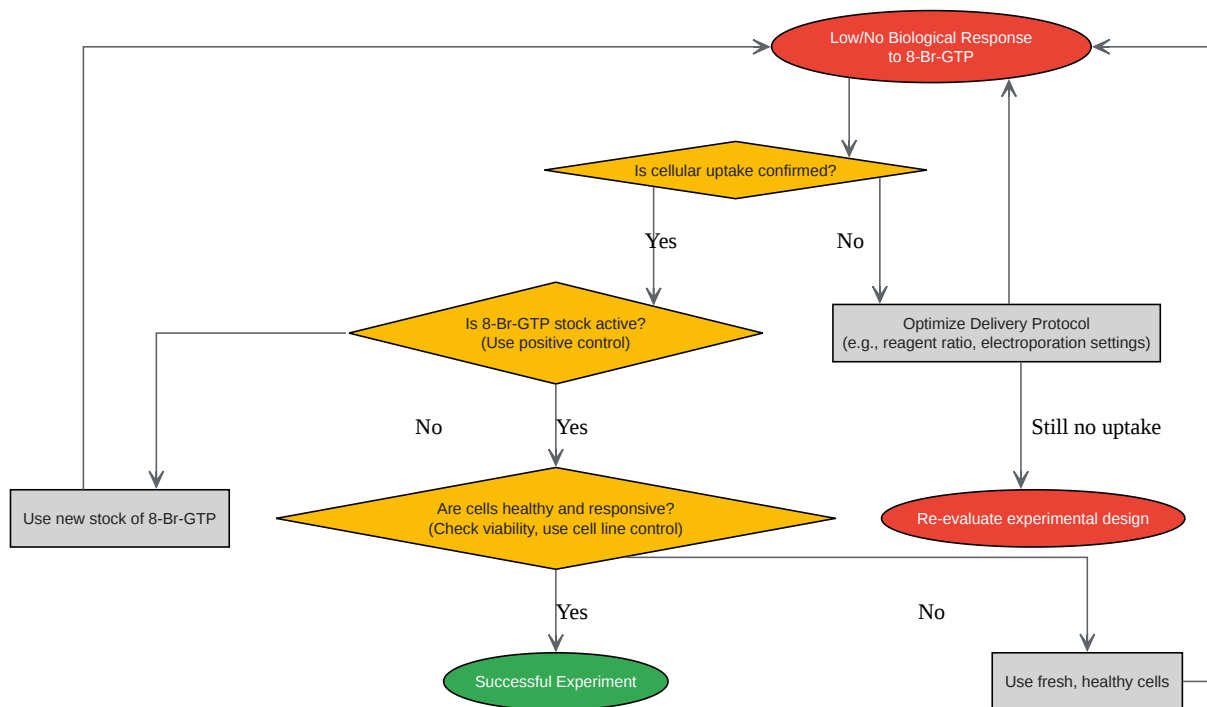 Low/No Biological Response
to 8-Br-GTP
Is cellular uptake confirmed?
Yes
No
Is 8-Br-GTP stock active?
(Use positive control)
Optimize Delivery Protocol
(e.g., reagent ratio, electroporation settings)
No
Yes
Still no uptake
Use new stock of 8-Br-GTP
Are cells healthy and responsive?
(Check viability, use cell line control)
Re-evaluate experimental design
Yes
No
Successful Experiment
Use fresh, healthy cells